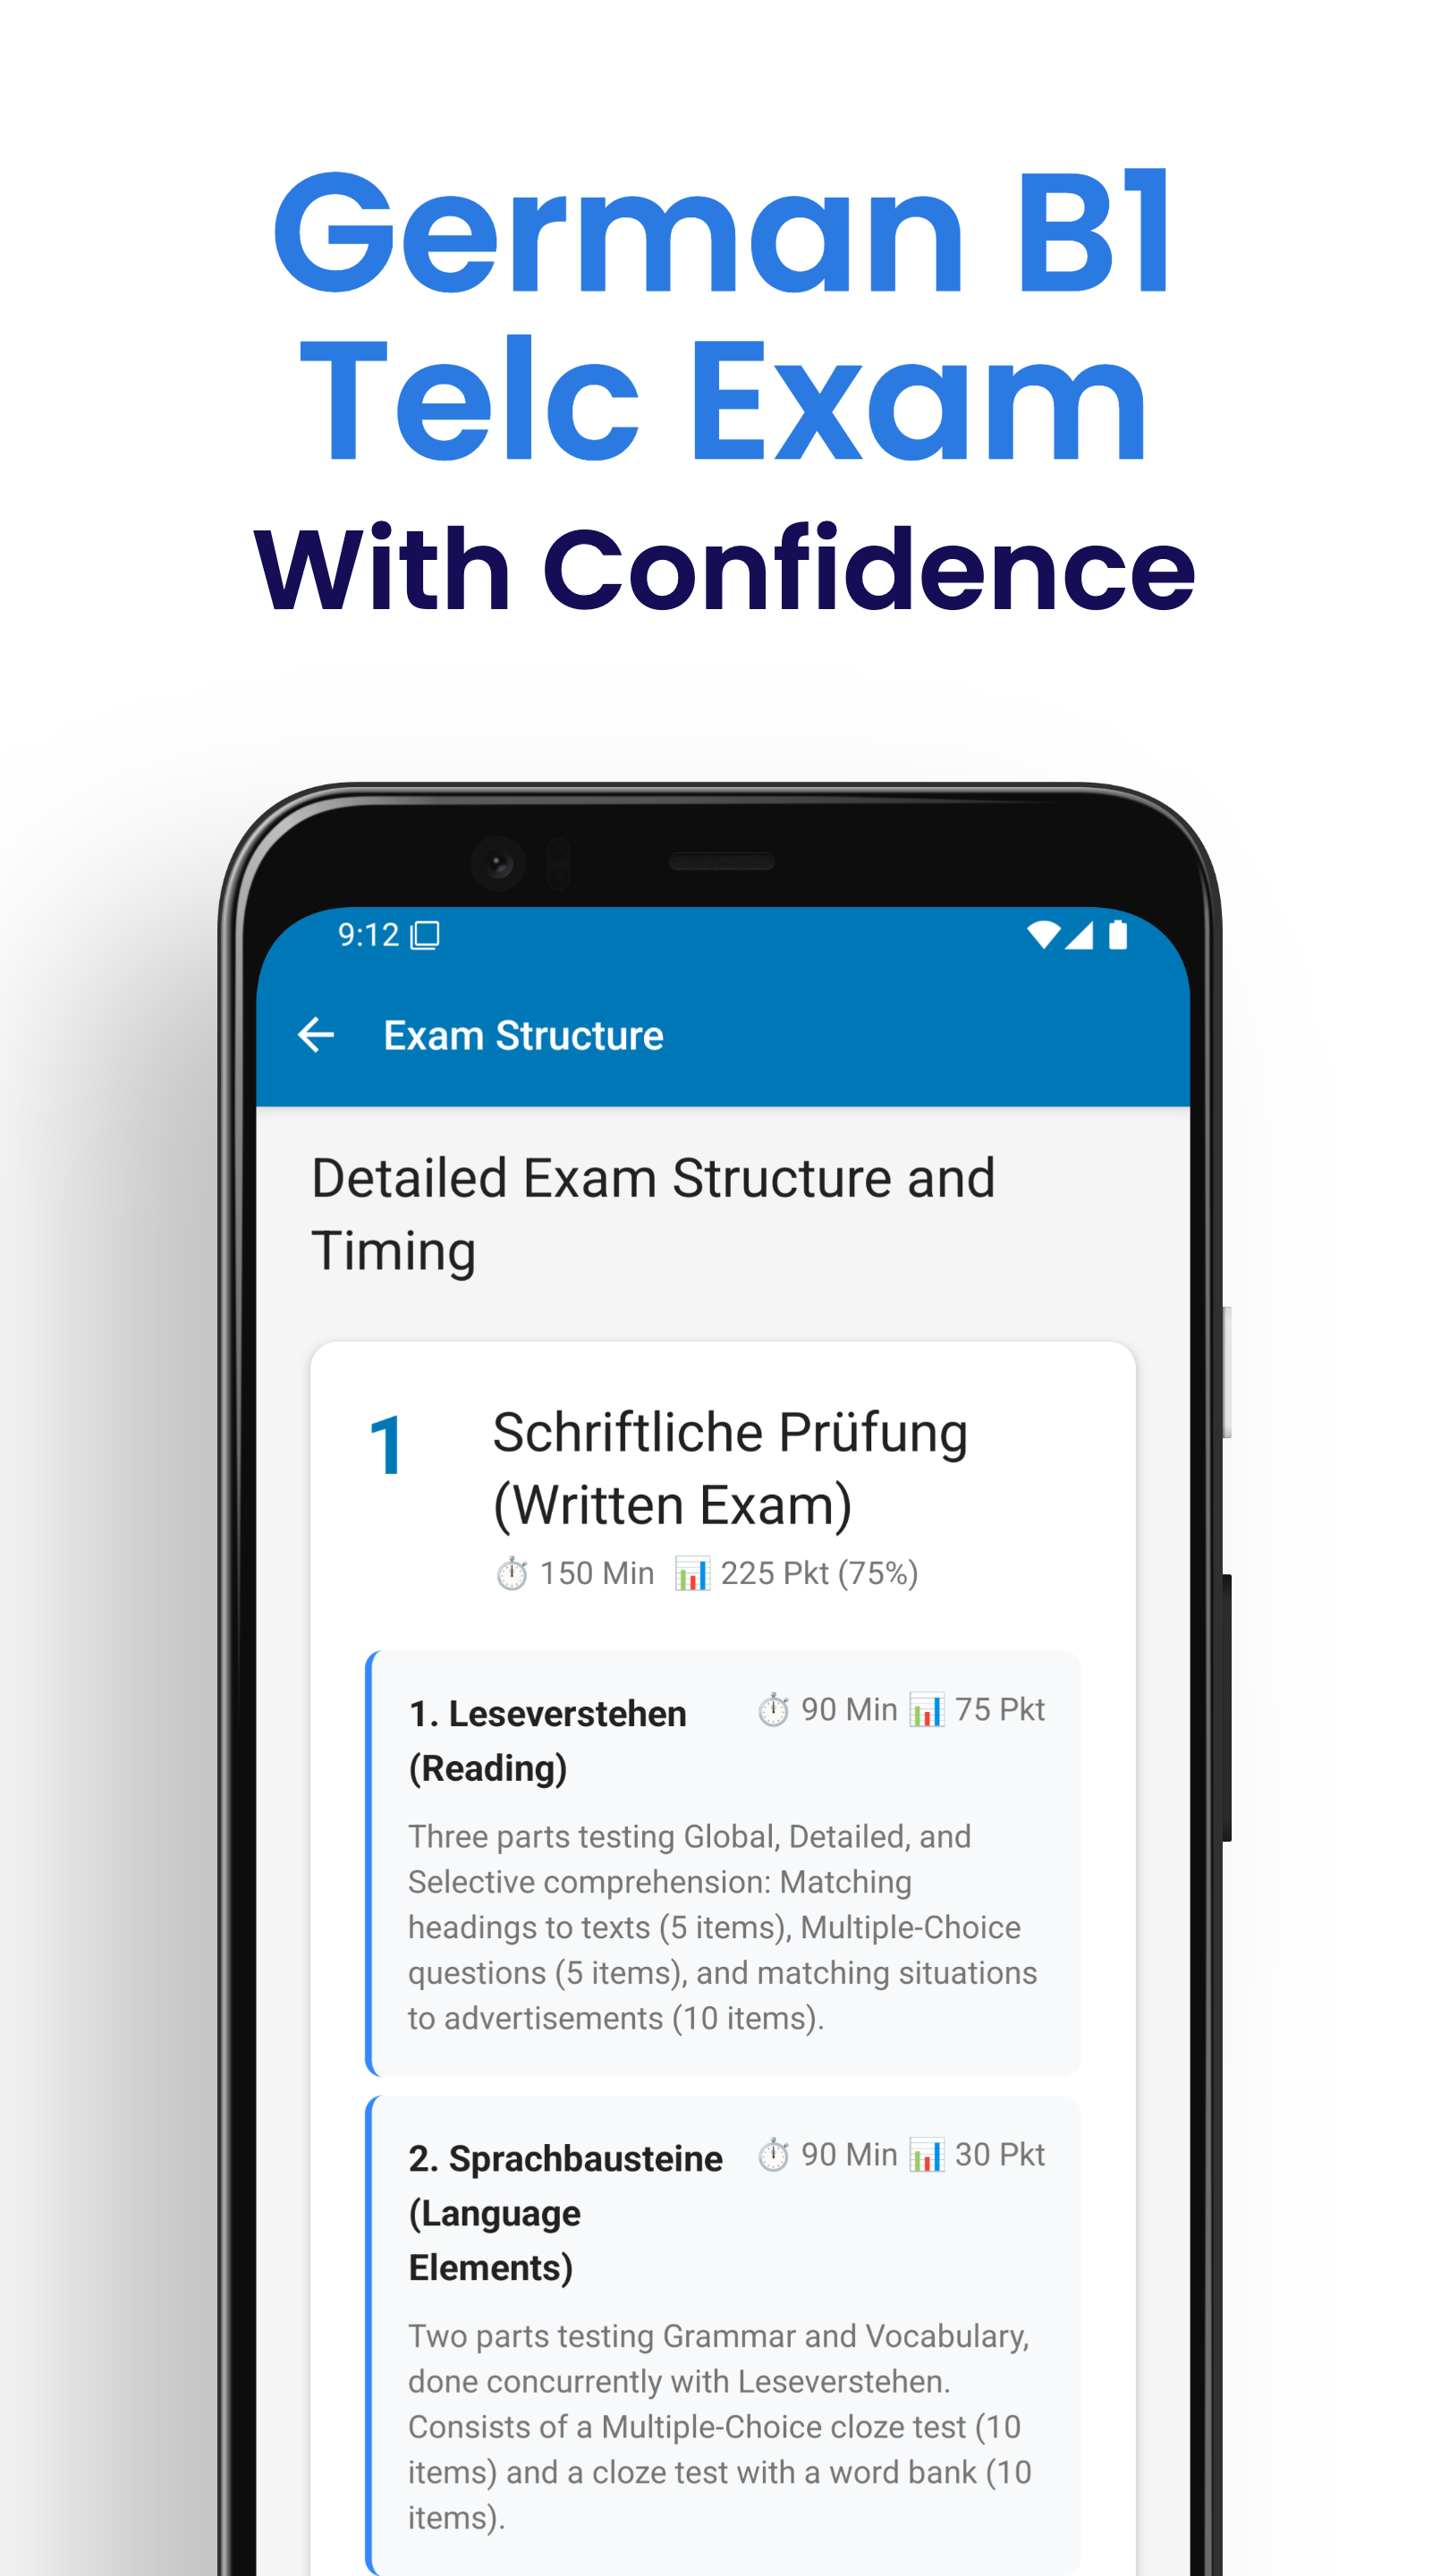 German B1
Telc Exam
With Confidence
9:12
Exam Structure
Detailed Exam Structure and
Timing
1
Schriftliche Prüfung
(Written Exam)
150 Min 225 Pkt (75%)
1. Leseverstehen
(Reading)
90 Min 75 Pkt
Three parts testing Global, Detailed, and
Selective comprehension: Matching
headings to texts (5 items), Multiple-Choice
questions (5 items), and matching situations
to advertisements (10 items).
2. Sprachbausteine
(Language
Elements)
90 Min 30 Pkt
Two parts testing Grammar and Vocabulary,
done concurrently with Leseverstehen.
Consists of a Multiple-Choice cloze test (10
items) and a cloze test with a word bank (10
items).